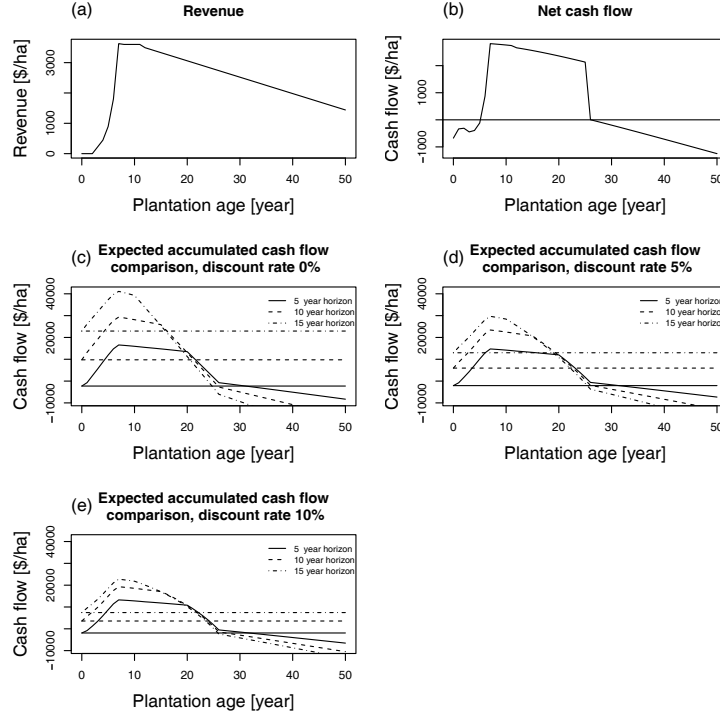 (a)
Revenue
Revenue [$/ha]
3000
1000
0
0 10 20 30 40 50
Plantation age [year]
(b)
Net cash flow
Cash flow [$/ha]
1000
−1000
0 10 20 30 40 50
Plantation age [year]
(c)
Expected accumulated cash flow
comparison, discount rate 0%
5 year horizon
10 year horizon
15 year horizon
Cash flow [$/ha]
40000
20000
−10000
0 10 20 30 40 50
Plantation age [year]
(d)
Expected accumulated cash flow
comparison, discount rate 5%
5 year horizon
10 year horizon
15 year horizon
Cash flow [$/ha]
40000
20000
−10000
0 10 20 30 40 50
Plantation age [year]
(e)
Expected accumulated cash flow
comparison, discount rate 10%
5 year horizon
10 year horizon
15 year horizon
Cash flow [$/ha]
40000
20000
−10000
0 10 20 30 40 50
Plantation age [year]